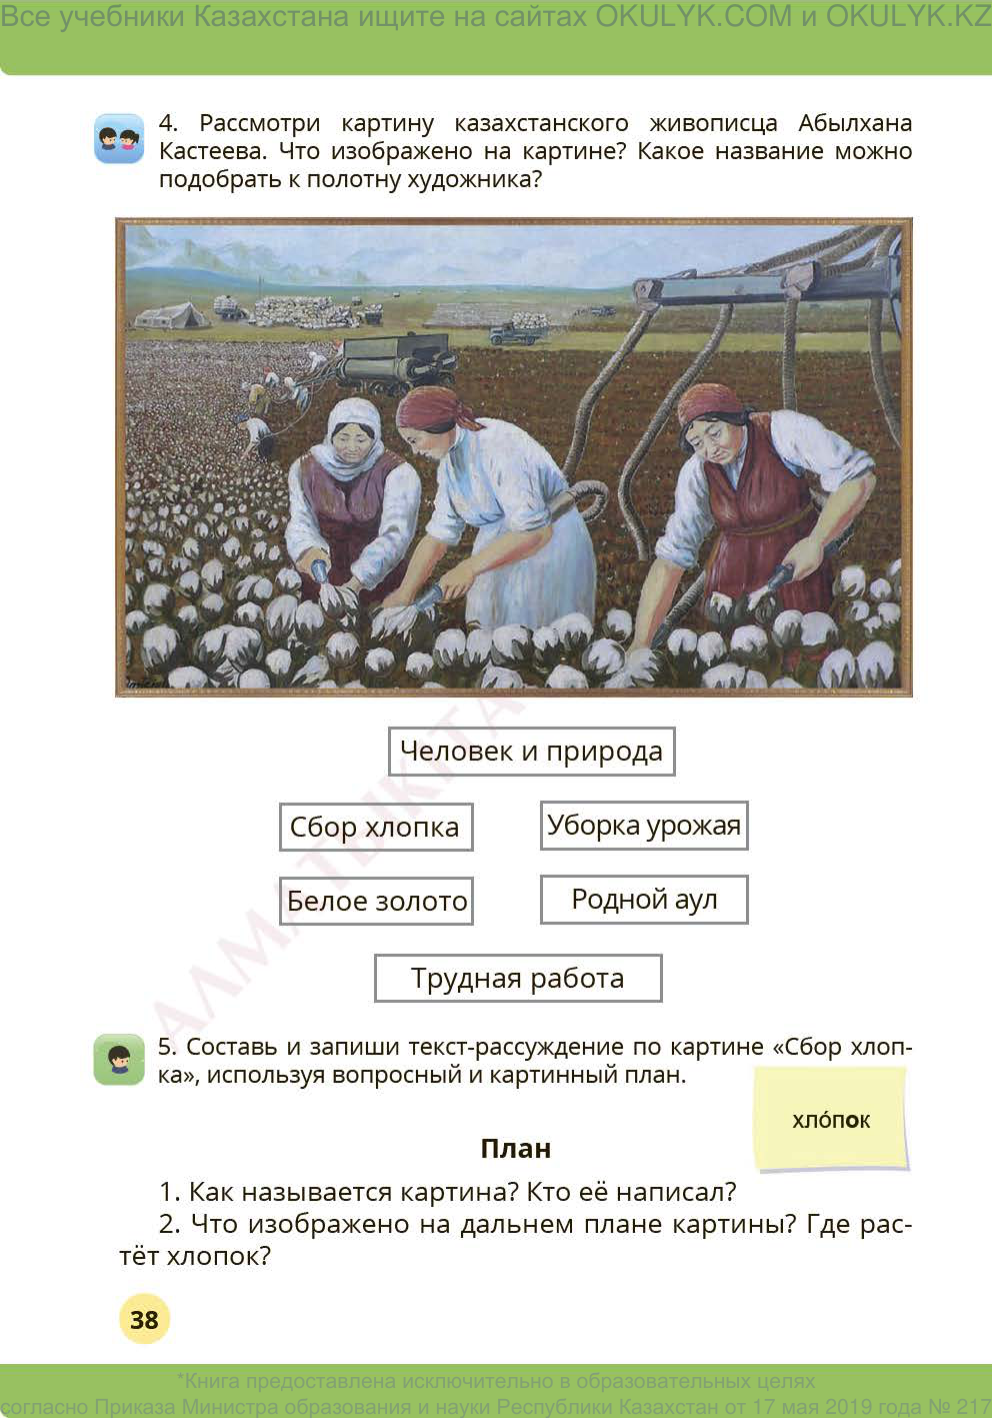 Все учебники Казахстана ищите на сайтах OKULYK.COM и OKULYK.KZ
4. Рассмотри картину казахстанского живописца Абылхана
Кастеева. Что изображено на картине? Какое название можно
подобрать к полотну художника?
Человек и природа
Сбор хлопка
Уборка урожая
Белое золото
Родной аул
Трудная работа
АЛМАТЫКІТАП
5. Составь и запиши текст-рассуждение по картине «Сбор хлоп-
ка», используя вопросный и картинный план.
хло́пок
План
1. Как называется картина? Кто её написал?
2. Что изображено на дальнем плане картины? Где рас-
тёт хлопок?
38
*Книга предоставлена исключительно в образовательных целях
согласно Приказа Министра образования и науки Республики Казахстан от 17 мая 2019 года № 217